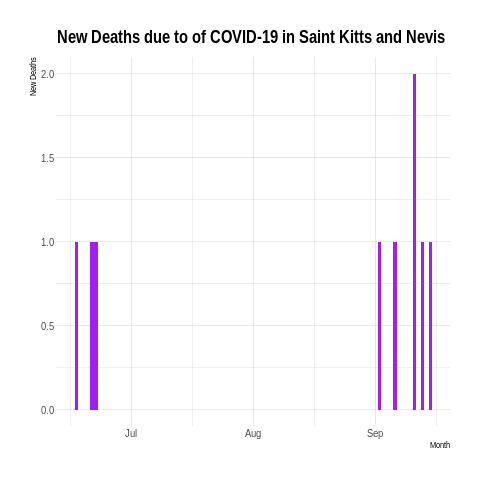 New Deaths due to of COVID-19 in Saint Kitts and Nevis
New Deaths
2.0
1.5
1.0
0.5
0.0
Jul Aug Sep
Month